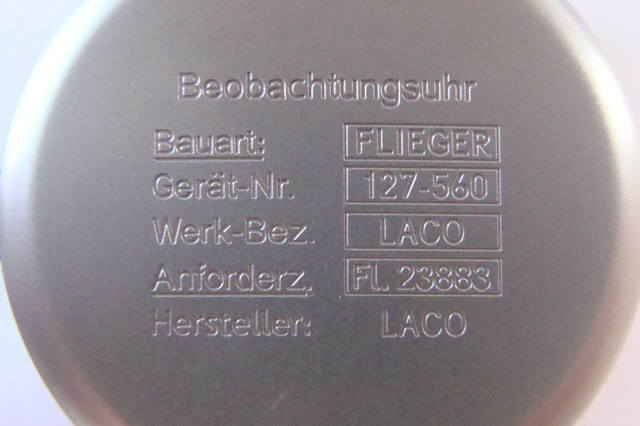 Beobachtungsuhr
Bauart: FLIEGER
Gerät-Nr. 127-560
Werk-Bez. LACO
Anforderz. Fl. 23883
Hersteller: LACO